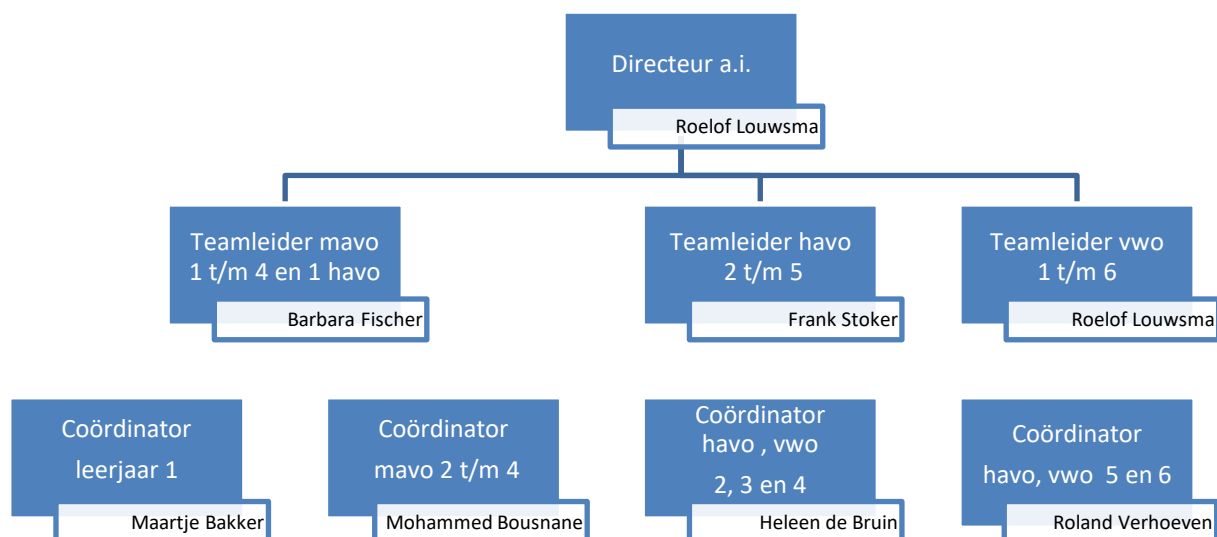 Directeur a.i.
Roelof Louwsma
Teamleider mavo
1 t/m 4 en 1 havo
Barbara Fischer
Teamleider havo
2 t/m 5
Frank Stoker
Teamleider vwo
1 t/m 6
Roelof Louwsma
Coördinator
leerjaar 1
Maartje Bakker
Coördinator
mavo 2 t/m 4
Mohammed Bousnane
Coördinator
havo , vwo
2, 3 en 4
Heleen de Bruin
Coördinator
havo, vwo 5 en 6
Roland Verhoeven